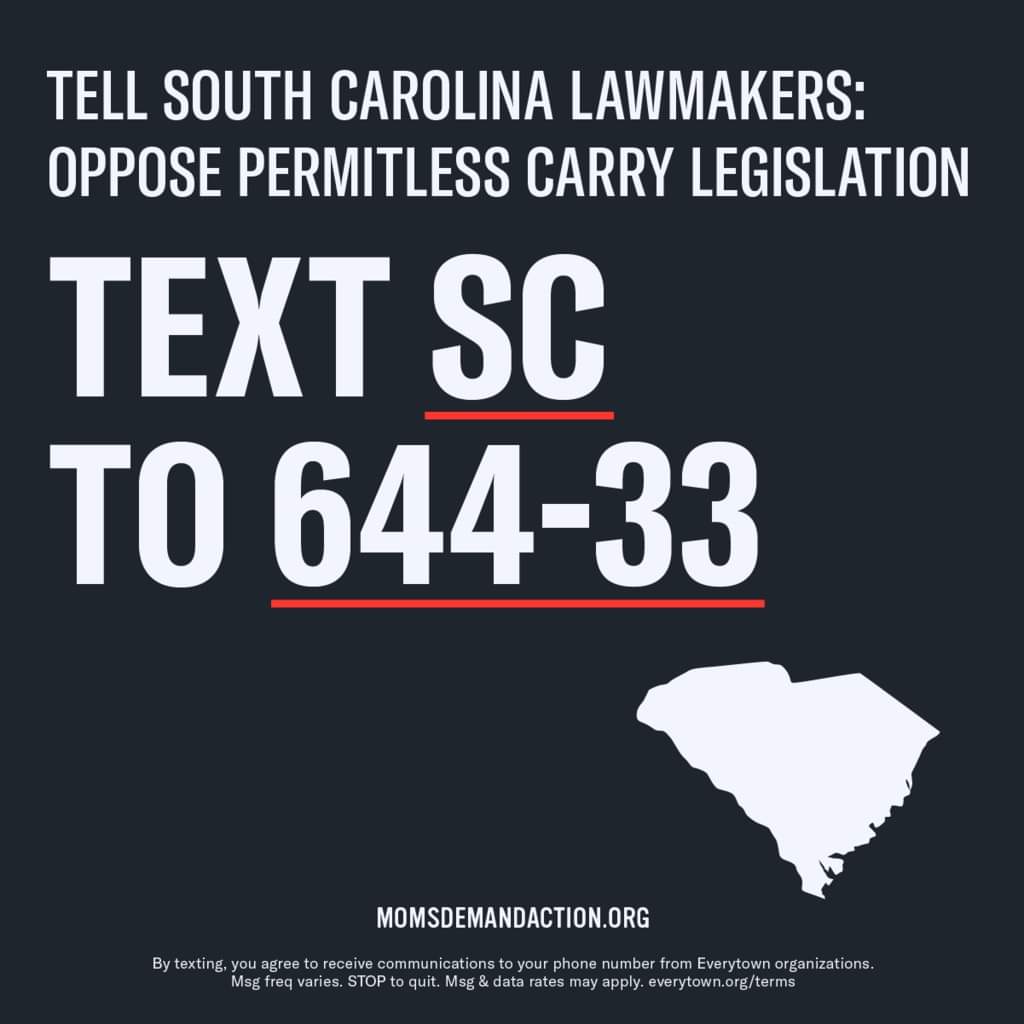 TELL SOUTH CAROLINA LAWMAKERS:
OPPOSE PERMITLESS CARRY LEGISLATION
TEXT SC
TO 644-33
MOMSDEMANDACTION.ORG
By texting, you agree to receive communications to your phone number from Everytown organizations.
Msg freq varies. STOP to quit. Msg & data rates may apply. everytown.org/terms